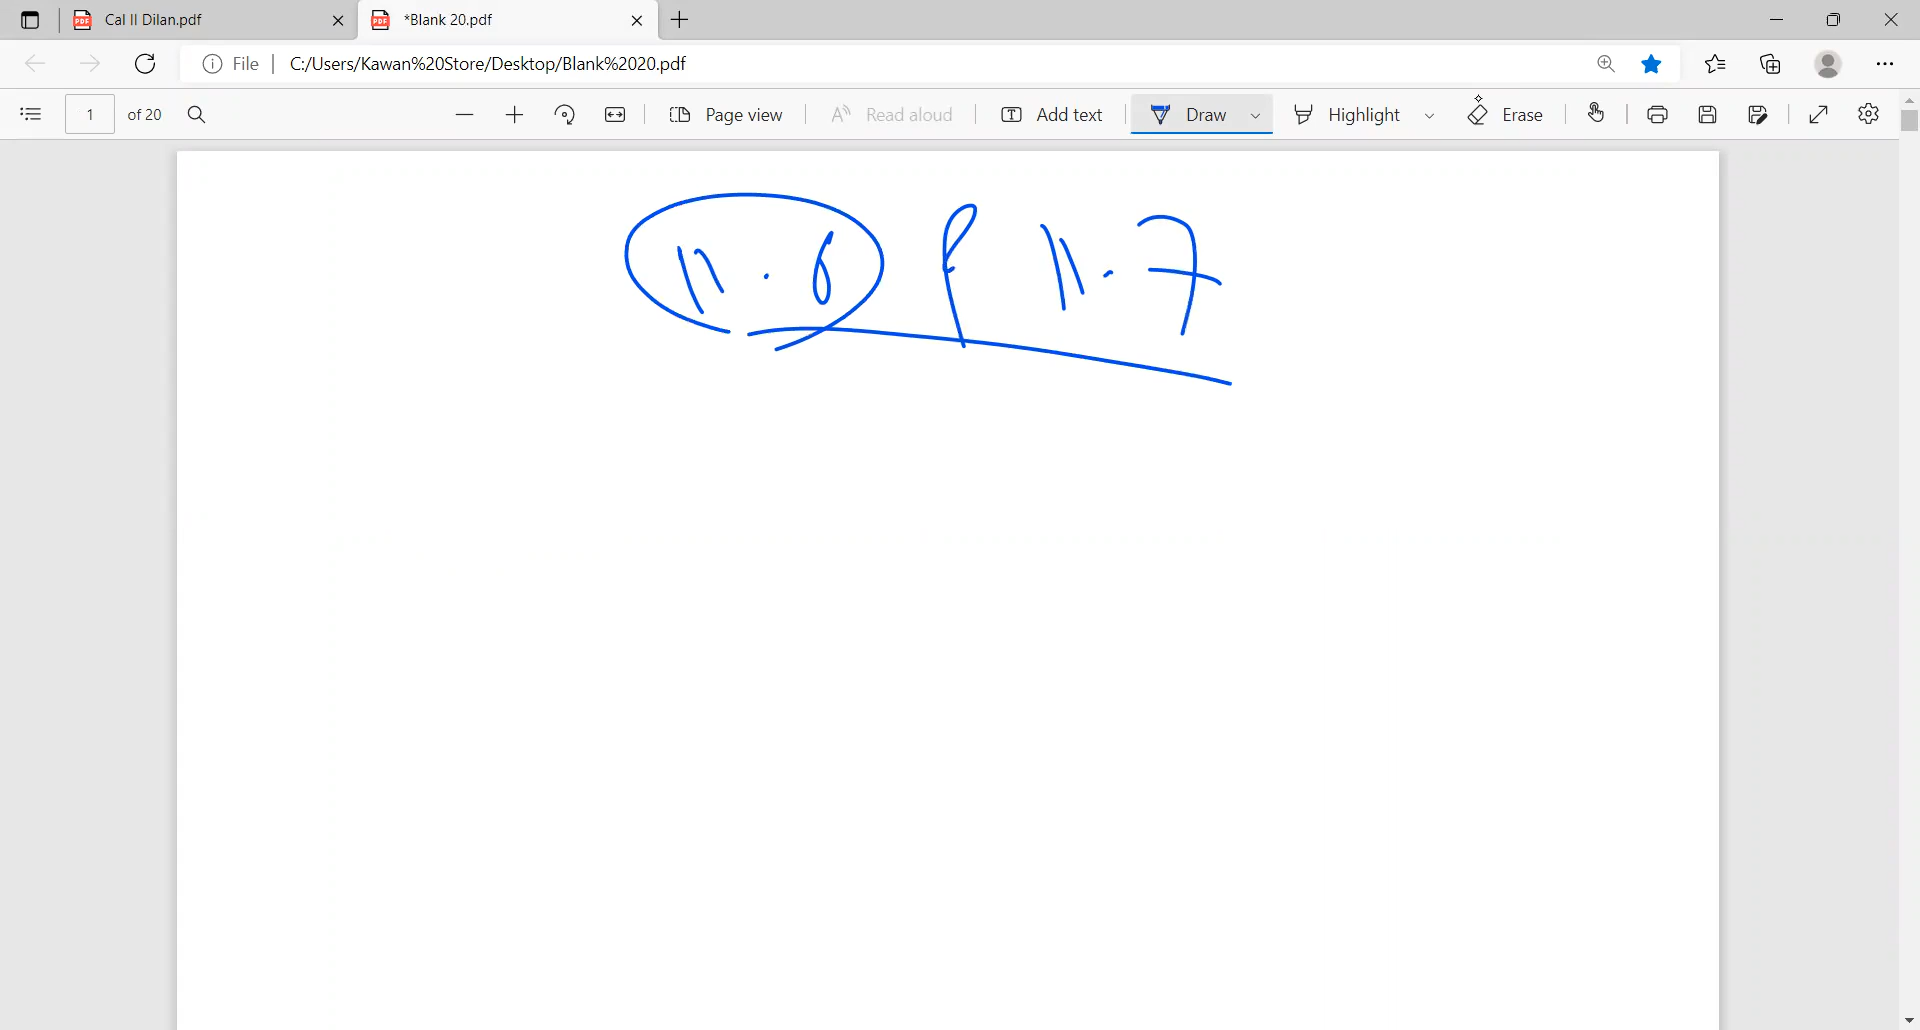 Cal II Dilan.pdf
*Blank 20.pdf
File
C:/Users/Kawan%20Store/Desktop/Blank%2020.pdf
1 of 20
Page view
Read aloud
Add text
Draw
Highlight
Erase
11.6 & 11.7